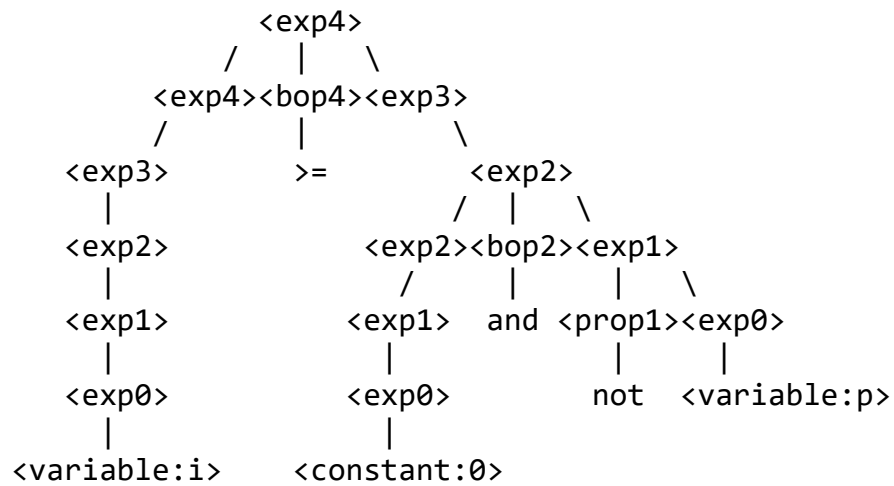 <exp4>
/ | \
<exp4><bop4><exp3>
/ | \
<exp3> >= <exp2>
| / | \
<exp2> <exp2><bop2><exp1>
| / | | \
<exp1> <exp1> and <prop1><exp0>
| | | |
<exp0> <exp0> not <variable:p>
| |
<variable:i> <constant:0>